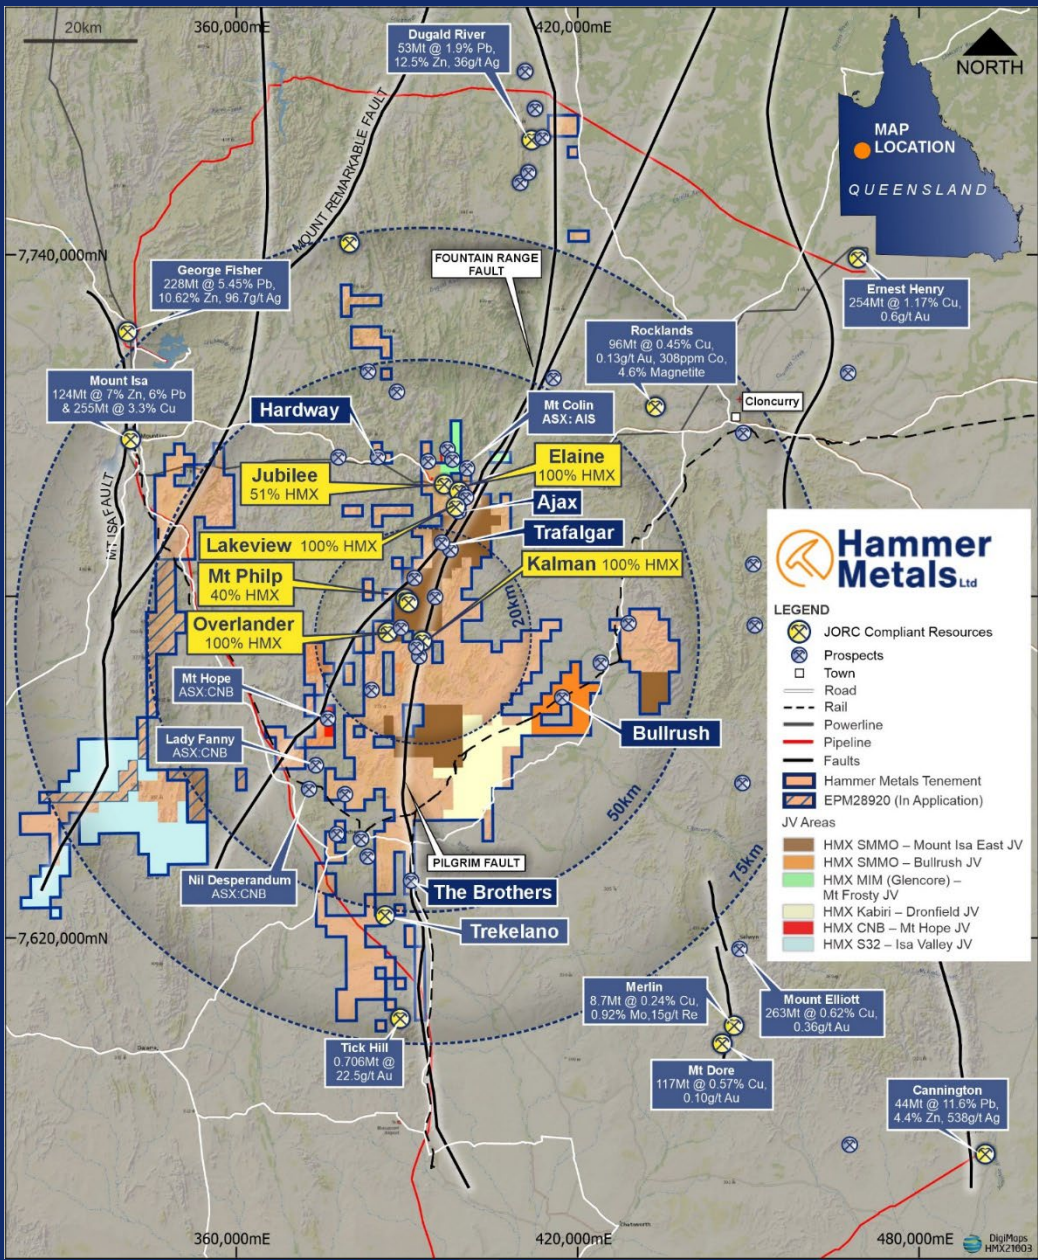 20km
360,000mE
420,000mE
Dugald River
53Mt @ 1.9% Pb,
12.5% Zn, 36g/t Ag
NORTH
MAP
LOCATION
QUEENSLAND
MOUNT REMARKABLE FAULT
7,740,000mN
FOUNTAIN RANGE
FAULT
George Fisher
228Mt @ 5.45% Pb,
10.62% Zn, 96.7g/t Ag
Ernest Henry
254Mt @ 1.17% Cu,
0.6g/t Au
Rocklands
96Mt @ 0.45% Cu,
0.13g/t Au, 308ppm Co,
4.6% Magnetite
Mount Isa
124Mt @ 7% Zn, 6% Pb
& 255Mt @ 3.3% Cu
Hardway
Mt Colin
ASX: AIS
Cloncurry
Jubilee
51% HMX
Elaine
100% HMX
Ajax
MT ISA FAULT
Lakeview 100% HMX
Trafalgar
Kalman 100% HMX
Mt Philp
40% HMX
20km
Overlander
100% HMX
Mt Hope
ASX:CNB
Bullrush
Lady Fanny
ASX:CNB
50km
PILGRIM FAULT
75km
Nil Desperandum
ASX:CNB
The Brothers
Trekelano
7,620,000mN
Merlin
8.7Mt @ 0.24% Cu,
0.92% Mo,15g/t Re
Mount Elliott
263Mt @ 0.62% Cu,
0.36g/t Au
Tick Hill
0.706Mt @
22.5g/t Au
Mt Dore
117Mt @ 0.57% Cu,
0.10g/t Au
Cannington
44Mt @ 11.6% Pb,
4.4% Zn, 538g/t Ag
Hammer
Metals Ltd
LEGEND
JORC Compliant Resources
Prospects
Town
Road
Rail
Powerline
Pipeline
Faults
Hammer Metals Tenement
EPM28920 (In Application)
JV Areas
HMX SMMO – Mount Isa East JV
HMX SMMO – Bullrush JV
HMX MIM (Glencore) –
Mt Frosty JV
HMX Kabiri – Dronfield JV
HMX CNB – Mt Hope JV
HMX S32 – Isa Valley JV
360,000mE
420,000mE
480,000mE
DigiMaps
HMX21003